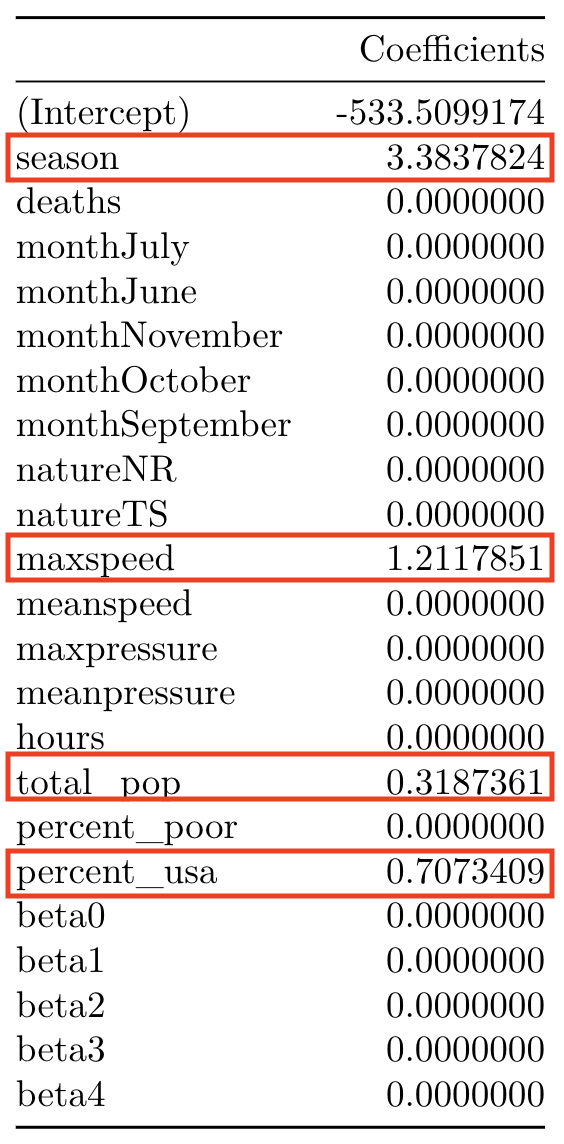 Coefficients
(Intercept) -533.5099174
season 3.3837824
deaths 0.0000000
monthJuly 0.0000000
monthJune 0.0000000
monthNovember 0.0000000
monthOctober 0.0000000
monthSeptember 0.0000000
natureNR 0.0000000
natureTS 0.0000000
maxspeed 1.2117851
meanspeed 0.0000000
maxpressure 0.0000000
meanpressure 0.0000000
hours 0.0000000
total_pop 0.3187361
percent_poor 0.0000000
percent_usa 0.7073409
beta0 0.0000000
beta1 0.0000000
beta2 0.0000000
beta3 0.0000000
beta4 0.0000000